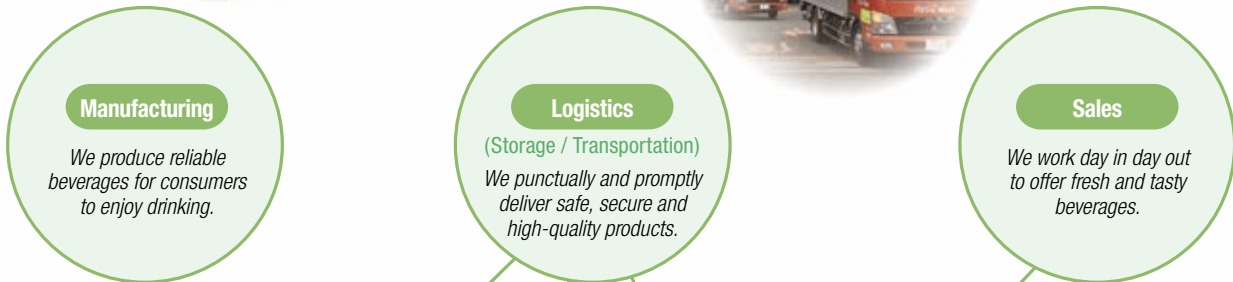 Manufacturing
We produce reliable
beverages for consumers
to enjoy drinking.
Logistics
(Storage / Transportation)
We punctually and promptly
deliver safe, secure and
high-quality products.
Sales
We work day in day out
to offer fresh and tasty
beverages.